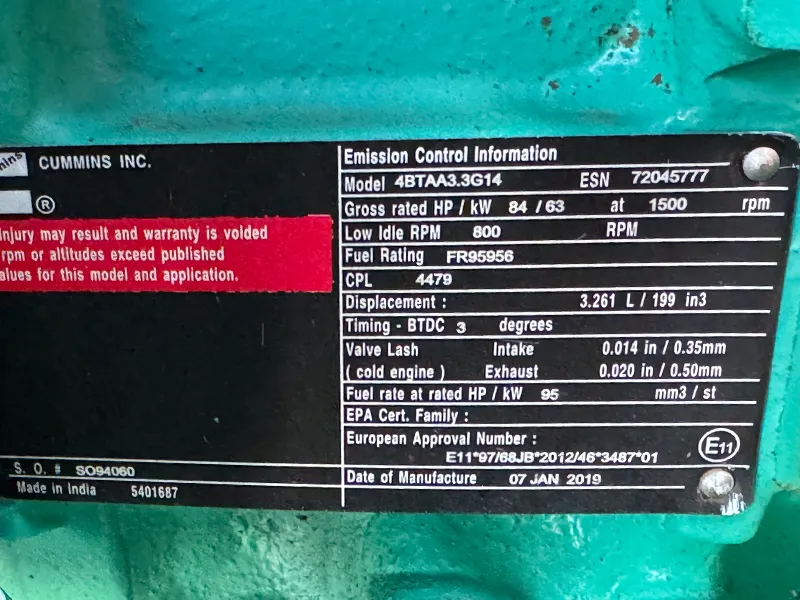 CUMMINS INC.
®
injury may result and warranty is voided
rpm or altitudes exceed published
alues for this model and application.
S. O. # SO94060
Made in India 5401687
Emission Control Information
Model 4BTAA3.3G14 ESN 72045777
Gross rated HP / kW 84 / 63 at 1500 rpm
Low Idle RPM 800 RPM
Fuel Rating FR95956
CPL 4479
Displacement : 3.261 L / 199 in3
Timing - BTDC 3 degrees
Valve Lash Intake 0.014 in / 0.35mm
( cold engine ) Exhaust 0.020 in / 0.50mm
Fuel rate at rated HP / kW 95 mm3 / st
EPA Cert. Family :
European Approval Number :
E11*97/68JB*2012/46*3487*01
E11
Date of Manufacture 07 JAN 2019